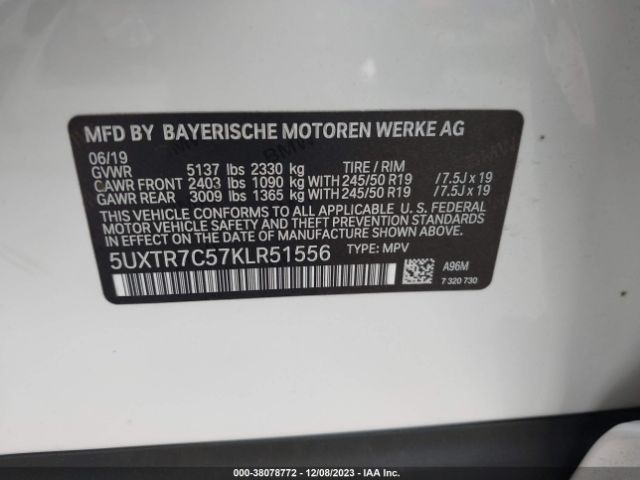 MFD BY BAYERISCHE MOTOREN WERKE AG
06/19
GVWR 5137 lbs 2330 kg TIRE / RIM
GAWR FRONT 2403 lbs 1090 kg WITH 245/50 R19 /7.5J x 19
GAWR REAR 3009 lbs 1365 kg WITH 245/50 R19 /7.5J x 19
THIS VEHICLE CONFORMS TO ALL APPLICABLE U. S. FEDERAL
MOTOR VEHICLE SAFETY, BUMPER, AND THEFT PREVENTION
STANDARDS IN EFFECT ON THE DATE OF MANUFACTURE SHOWN ABOVE.
5UXTR7C57KLR51556 TYPE: MPV
A96M
7 320 730
000-38078772 - 12/08/2023 - IAA Inc.